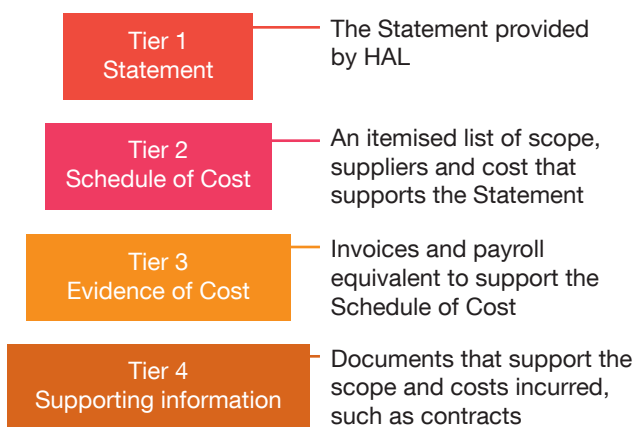 Tier 1
Statement
The Statement provided
by HAL
Tier 2
Schedule of Cost
An itemised list of scope,
suppliers and cost that
supports the Statement
Tier 3
Evidence of Cost
Invoices and payroll
equivalent to support the
Schedule of Cost
Tier 4
Supporting information
Documents that support the
scope and costs incurred,
such as contracts